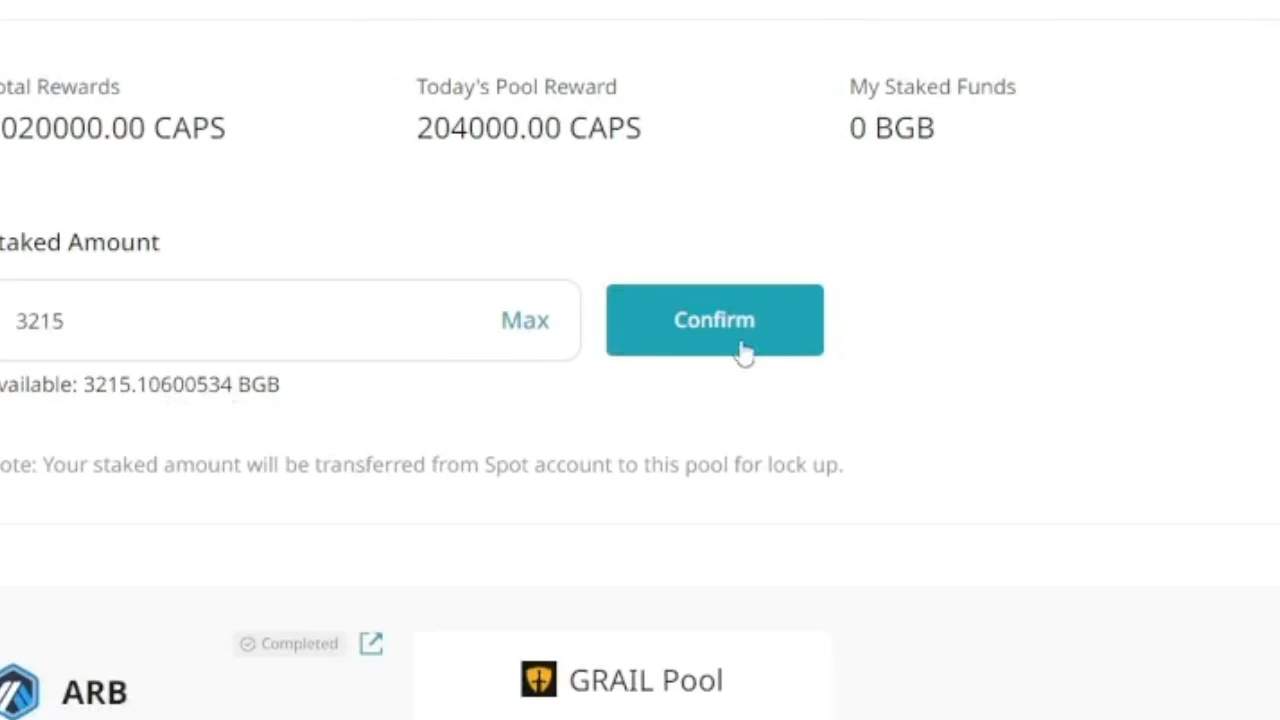 otal Rewards
020000.00 CAPS
Today's Pool Reward
204000.00 CAPS
My Staked Funds
0 BGB
taked Amount
3215
Max
Confirm
vailable: 3215.10600534 BGB
ote: Your staked amount will be transferred from Spot account to this pool for lock up.
Completed
ARB
GRAIL Pool